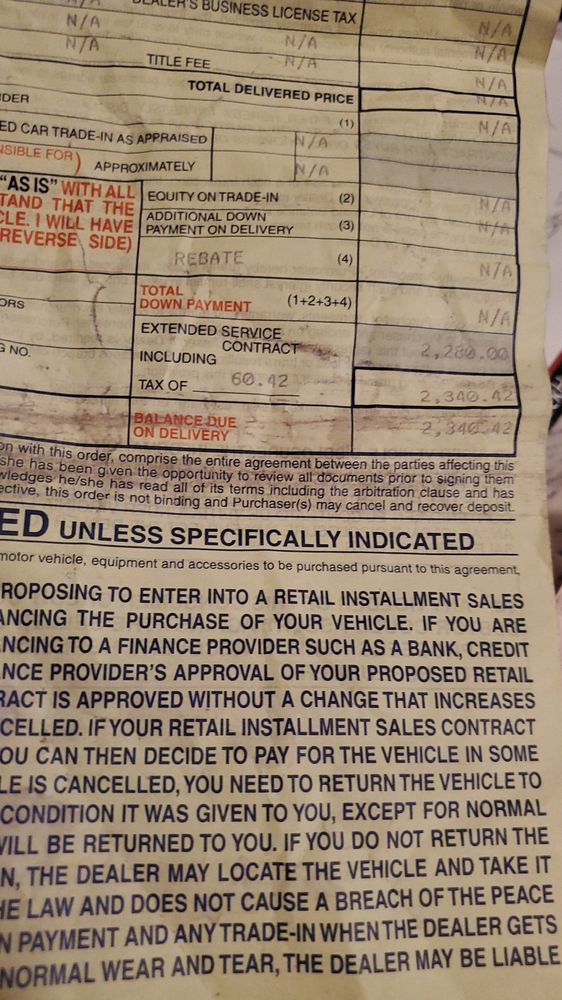 N/A DEALER'S BUSINESS LICENSE TAX N/A
N/A N/A N/A
N/A TITLE FEE N/A N/A
TOTAL DELIVERED PRICE N/A
DER (1) N/A
ED CAR TRADE-IN AS APPRAISED N/A
NSIBLE FOR) APPROXIMATELY N/A
"AS IS" WITH ALL
TAND THAT THE
CLE. I WILL HAVE
REVERSE SIDE)
EQUITY ON TRADE-IN (2) N/A
ADDITIONAL DOWN
PAYMENT ON DELIVERY (3) N/A
REBATE (4) N/A
ORS
TOTAL
DOWN PAYMENT (1+2+3+4) N/A
G NO.
EXTENDED SERVICE
CONTRACT 2,280.00
INCLUDING
TAX OF 60.42 2,340.42
BALANCE DUE
ON DELIVERY 2,340.42
on with this order, comprise the entire agreement between the parties affecting this
she has been given the opportunity to review all documents prior to signing them
wledges he/she has read all of its terms including the arbitration clause and has
ective, this order is not binding and Purchaser(s) may cancel and recover deposit.
ED UNLESS SPECIFICALLY INDICATED
motor vehicle, equipment and accessories to be purchased pursuant to this agreement,
ROPOSING TO ENTER INTO A RETAIL INSTALLMENT SALES
ANCING THE PURCHASE OF YOUR VEHICLE. IF YOU ARE
NCING TO A FINANCE PROVIDER SUCH AS A BANK, CREDIT
NCE PROVIDER'S APPROVAL OF YOUR PROPOSED RETAIL
RACT IS APPROVED WITHOUT A CHANGE THAT INCREASES
CELLED. IF YOUR RETAIL INSTALLMENT SALES CONTRACT
OU CAN THEN DECIDE TO PAY FOR THE VEHICLE IN SOME
LE IS CANCELLED, YOU NEED TO RETURN THE VEHICLE TO
CONDITION IT WAS GIVEN TO YOU, EXCEPT FOR NORMAL
WILL BE RETURNED TO YOU. IF YOU DO NOT RETURN THE
N, THE DEALER MAY LOCATE THE VEHICLE AND TAKE IT
HE LAW AND DOES NOT CAUSE A BREACH OF THE PEACE
N PAYMENT AND ANY TRADE-IN WHEN THE DEALER GETS
NORMAL WEAR AND TEAR, THE DEALER MAY BE LIABLE